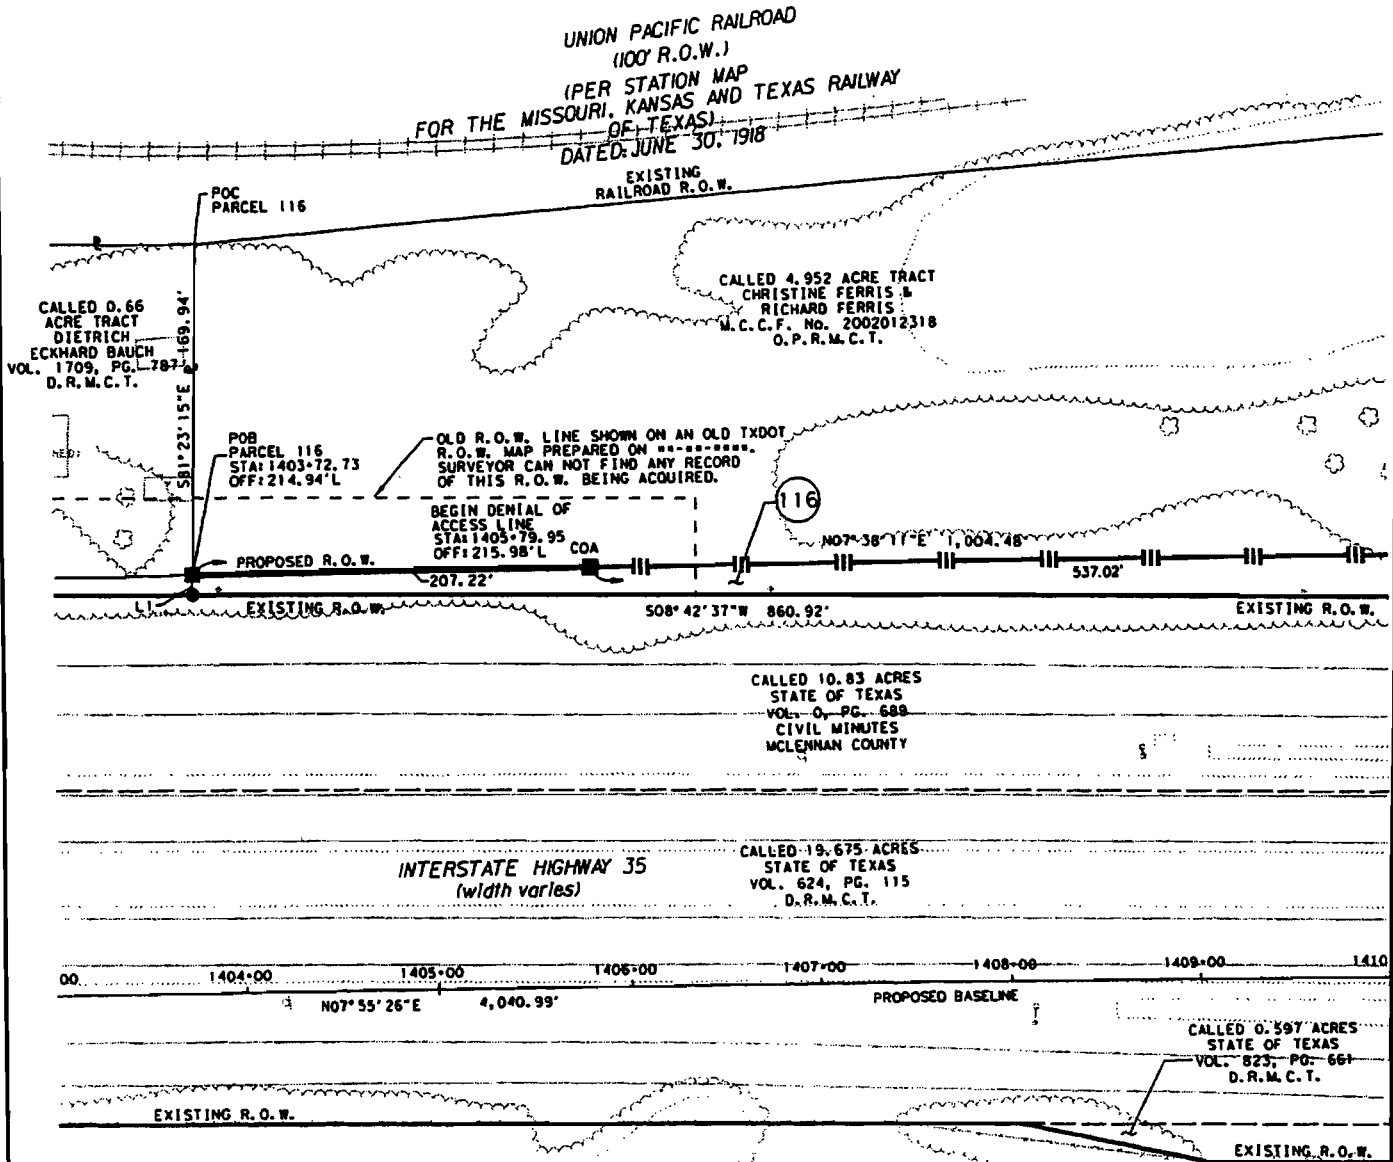 UNION PACIFIC RAILROAD
(100' R.O.W.)
(PER STATION MAP
FOR THE MISSOURI, KANSAS AND TEXAS RAILWAY
OF TEXAS)
DATED: JUNE 30, 1918
EXISTING
RAILROAD R.O.W.
POC
PARCEL 116
CALLED 0.66
ACRE TRACT
DIETRICH
ECKHARD BAUCH
VOL. 1709, PG. 787
D.R.M.C.T.
S81°23'15"E 169.94'
CALLED 4.952 ACRE TRACT
CHRISTINE FERRIS &
RICHARD FERRIS
M.C.C.F. No. 2002012318
O.P.R.M.C.T.
POB
PARCEL 116
STA: 1403+72.73
OFF: 214.94'L
OLD R.O.W. LINE SHOWN ON AN OLD TXDOT
R.O.W. MAP PREPARED ON **-**-****.
SURVEYOR CAN NOT FIND ANY RECORD
OF THIS R.O.W. BEING ACQUIRED.
BEGIN DENIAL OF
ACCESS LINE
STA: 1405+79.95
OFF: 215.98'L
COA
116
PROPOSED R.O.W.
207.22'
N07°38'11"E 1,004.48'
537.02'
L1
EXISTING R.O.W.
S08°42'37"W 860.92'
EXISTING R.O.W.
CALLED 10.83 ACRES
STATE OF TEXAS
VOL. O, PG. 689
CIVIL MINUTES
MCLENNAN COUNTY
INTERSTATE HIGHWAY 35
(width varies)
CALLED 19.675 ACRES
STATE OF TEXAS
VOL. 624, PG. 115
D.R.M.C.T.
00 1404+00 1405+00 1406+00 1407+00 1408+00 1409+00 1410
N07°55'26"E 4,040.99'
PROPOSED BASELINE
CALLED 0.597 ACRES
STATE OF TEXAS
VOL. 823, PG. 661
D.R.M.C.T.
EXISTING R.O.W.
EXISTING R.O.W.